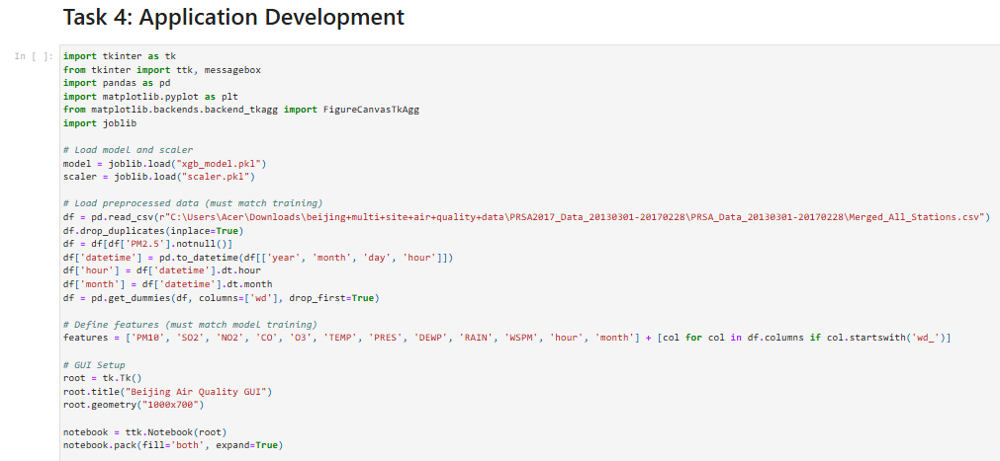 Task 4: Application Development
In [ ]:
import tkinter as tk
from tkinter import ttk, messagebox
import pandas as pd
import matplotlib.pyplot as plt
from matplotlib.backends.backend_tkagg import FigureCanvasTkAgg
import joblib
# Load model and scaler
model = joblib.load("xgb_model.pkl")
scaler = joblib.load("scaler.pkl")
# Load preprocessed data (must match training)
df = pd.read_csv(r"C:\Users\Acer\Downloads\beijing+multi+site+air+quality+data\PRSA2017_Data_20130301-20170228\PRSA_Data_20130301-20170228\Merged_All_Stations.csv")
df.drop_duplicates(inplace=True)
df = df[df['PM2.5'].notnull()]
df['datetime'] = pd.to_datetime(df[['year', 'month', 'day', 'hour']])
df['hour'] = df['datetime'].dt.hour
df['month'] = df['datetime'].dt.month
df = pd.get_dummies(df, columns=['wd'], drop_first=True)
# Define features (must match model training)
features = ['PM10', 'SO2', 'NO2', 'CO', 'O3', 'TEMP', 'PRES', 'DEWP', 'RAIN', 'WSPM', 'hour', 'month'] + [col for col in df.columns if col.startswith('wd_')]
# GUI Setup
root = tk.Tk()
root.title("Beijing Air Quality GUI")
root.geometry("1000x700")
notebook = ttk.Notebook(root)
notebook.pack(fill='both', expand=True)